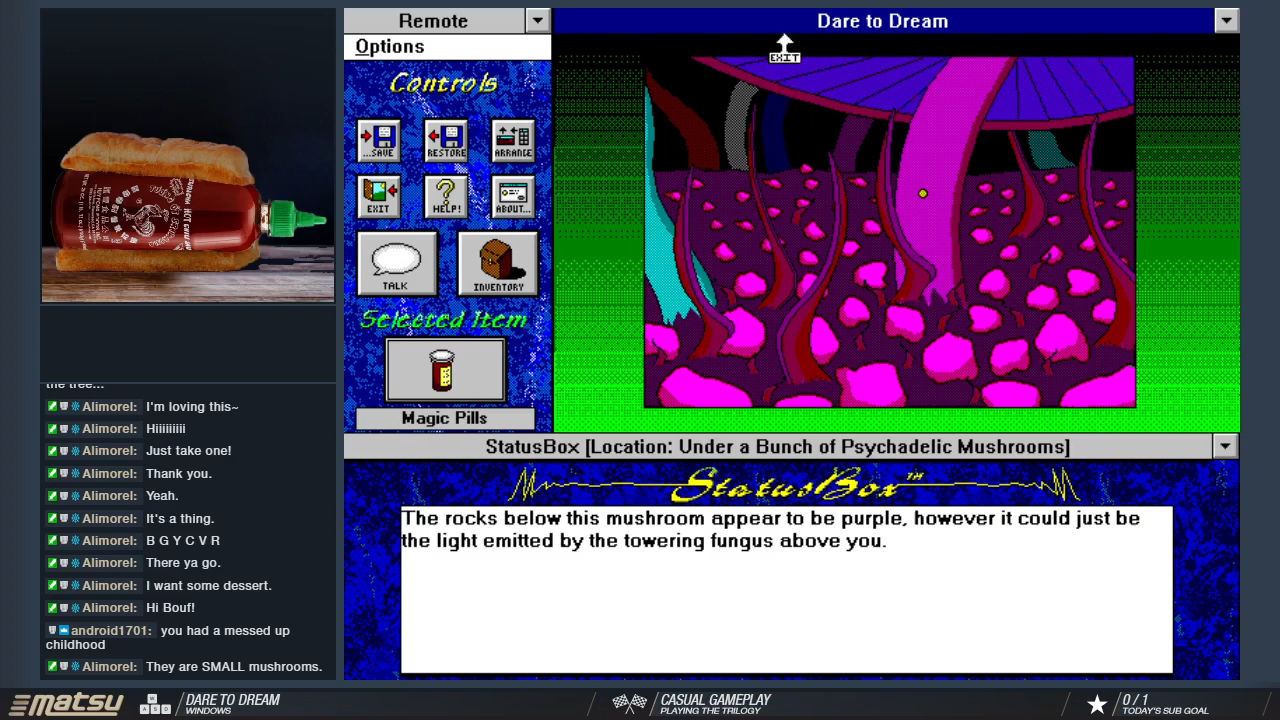 Remote
Dare to Dream
Options
EXIT
Controls
...SAVE
RESTORE
ARRANGE
EXIT
HELP!
ABOUT...
TALK
INVENTORY
Selected Item
Magic Pills
StatusBox [Location: Under a Bunch of Psychadelic Mushrooms]
StatusBox™
The rocks below this mushroom appear to be purple, however it could just be
the light emitted by the towering fungus above you.
the tree...
Alimorel: I'm loving this~
Alimorel: Hiiiiiiiii
Alimorel: Just take one!
Alimorel: Thank you.
Alimorel: Yeah.
Alimorel: It's a thing.
Alimorel: B G Y C V R
Alimorel: There ya go.
Alimorel: I want some dessert.
Alimorel: Hi Bouf!
android1701: you had a messed up
childhood
Alimorel: They are SMALL mushrooms.
MATSU
W
A S D
DARE TO DREAM
WINDOWS
CASUAL GAMEPLAY
PLAYING THE TRILOGY
0 / 1
TODAY'S SUB GOAL